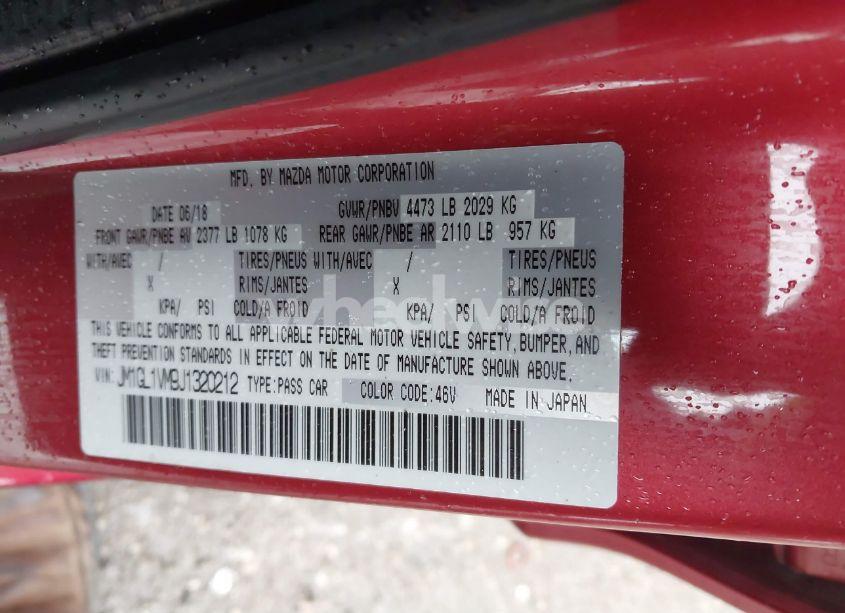 MFD. BY MAZDA MOTOR CORPORATION
DATE 06/18 GVWR/PNBV 4473 LB 2029 KG
FRONT GAWR/PNBE AV 2377 LB 1078 KG REAR GAWR/PNBE AR 2110 LB 957 KG
WITH/AVEC / TIRES/PNEUS WITH/AVEC / TIRES/PNEUS
X RIMS/JANTES X RIMS/JANTES
KPA/ PSI COLD/A FROID KPA/ PSI COLD/A FROID
THIS VEHICLE CONFORMS TO ALL APPLICABLE FEDERAL MOTOR VEHICLE SAFETY, BUMPER, AND
THEFT PREVENTION STANDARDS IN EFFECT ON THE DATE OF MANUFACTURE SHOWN ABOVE.
VIN: JM1GL1VM9J1320212 TYPE:PASS CAR COLOR CODE:46V MADE IN JAPAN